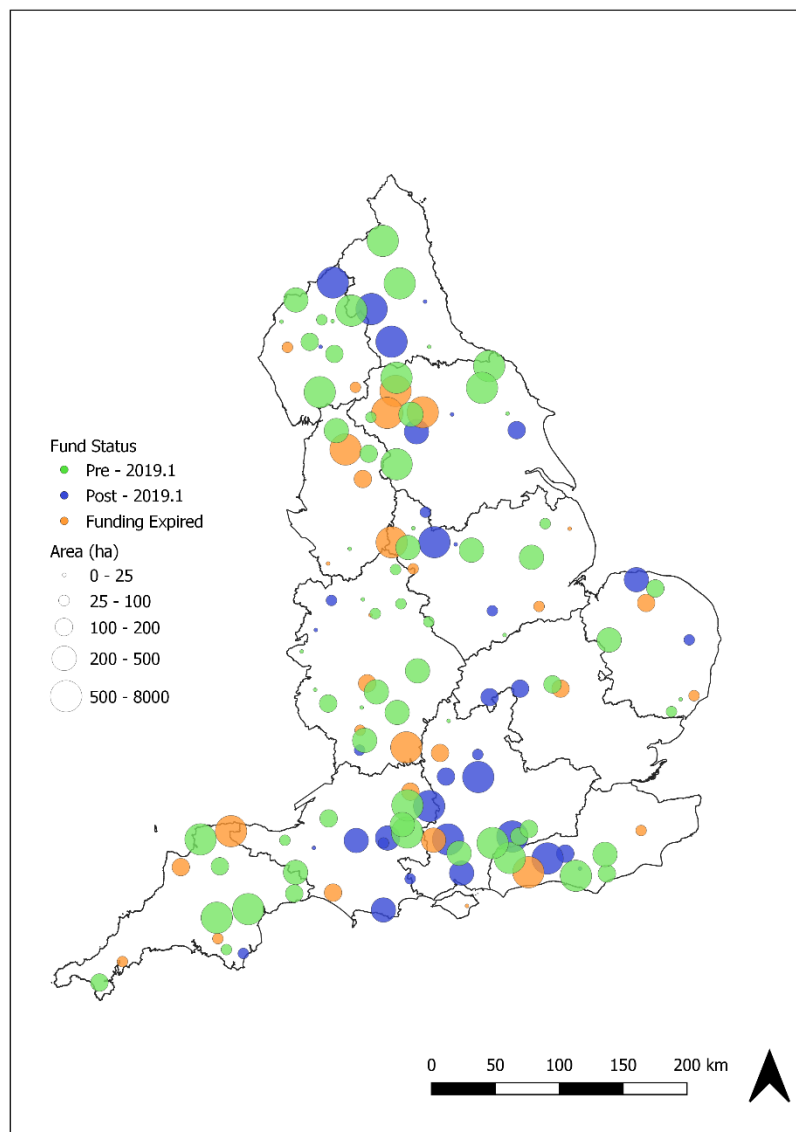 Fund Status
Pre - 2019.1
Post - 2019.1
Funding Expired
Area (ha)
0 - 25
25 - 100
100 - 200
200 - 500
500 - 8000
0 50 100 150 200 km